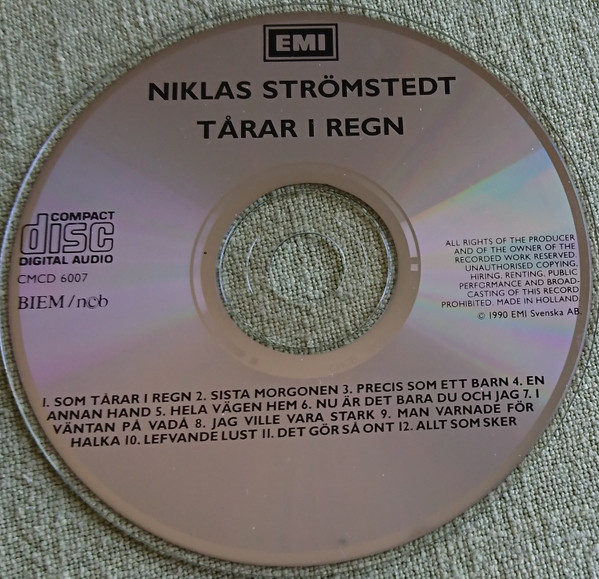 EMI
NIKLAS STRÖMSTEDT
TÅRAR I REGN
COMPACT
disc
DIGITAL AUDIO
CMCD 6007
BIEM/ncb
ALL RIGHTS OF THE PRODUCER
AND OF THE OWNER OF THE
RECORDED WORK RESERVED.
UNAUTHORISED COPYING,
HIRING, RENTING, PUBLIC
PERFORMANCE AND BROAD-
CASTING OF THIS RECORD
PROHIBITED. MADE IN HOLLAND
© 1990 EMI Svenska AB.
1. SOM TÅRAR I REGN 2. SISTA MORGONEN 3. PRECIS SOM ETT BARN 4. EN
ANNAN HAND 5. HELA VÄGEN HEM 6. NU ÄR DET BARA DU OCH JAG 7. I
VÄNTAN PÅ VADÅ 8. JAG VILLE VARA STARK 9. MAN VARNADE FÖR
HALKA 10. LEFVANDE LUST 11. DET GÖR SÅ ONT 12. ALLT SOM SKER